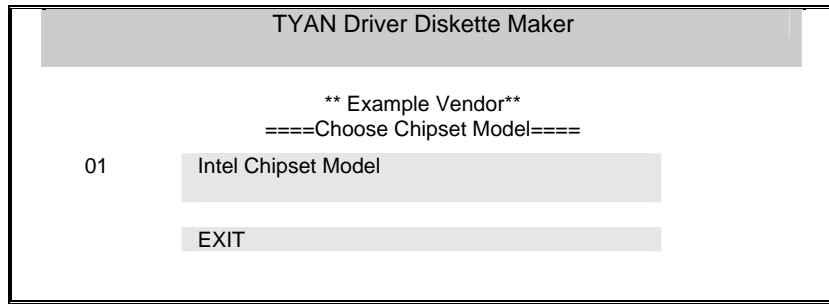 TYAN Driver Diskette Maker
** Example Vendor**
====Choose Chipset Model====
01 Intel Chipset Model
EXIT